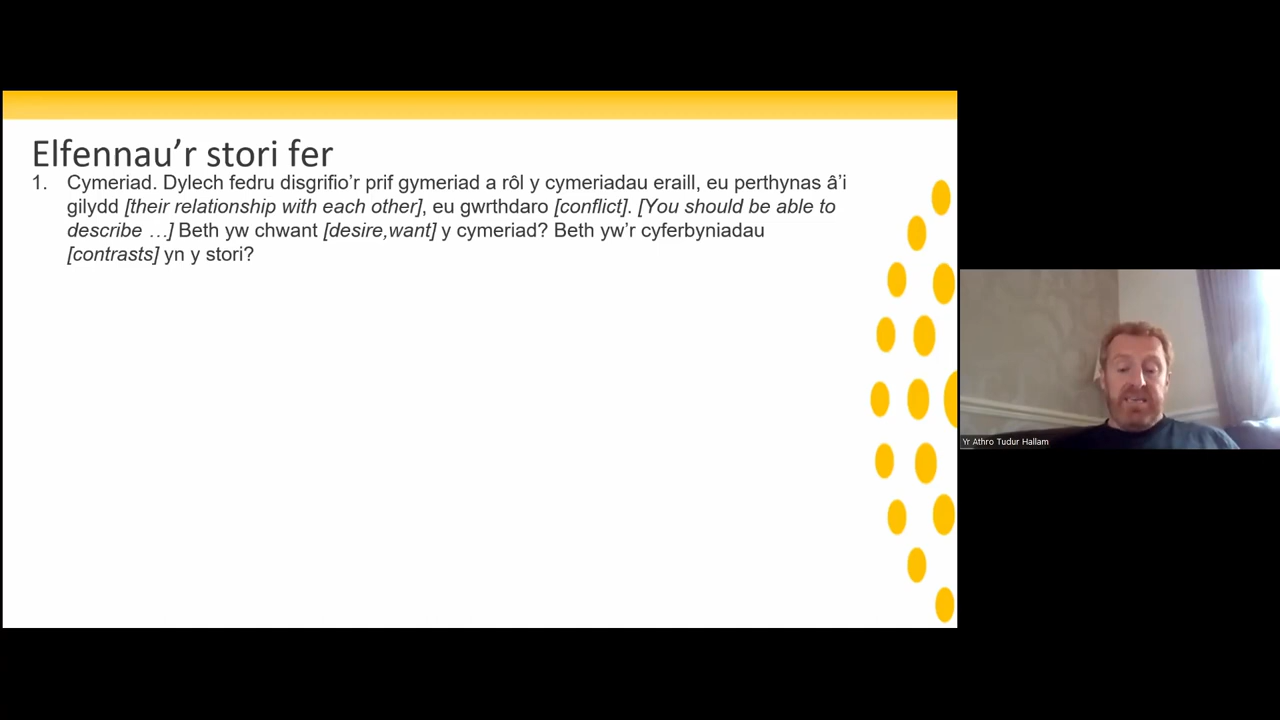 Elfennau’r stori fer
1. Cymeriad. Dylech fedru disgrifio’r prif gymeriad a rôl y cymeriadau eraill, eu perthynas â’i
gilydd [their relationship with each other], eu gwrthdaro [conflict]. [You should be able to
describe …] Beth yw chwant [desire,want] y cymeriad? Beth yw’r cyferbyniadau
[contrasts] yn y stori?
Yr Athro Tudur Hallam